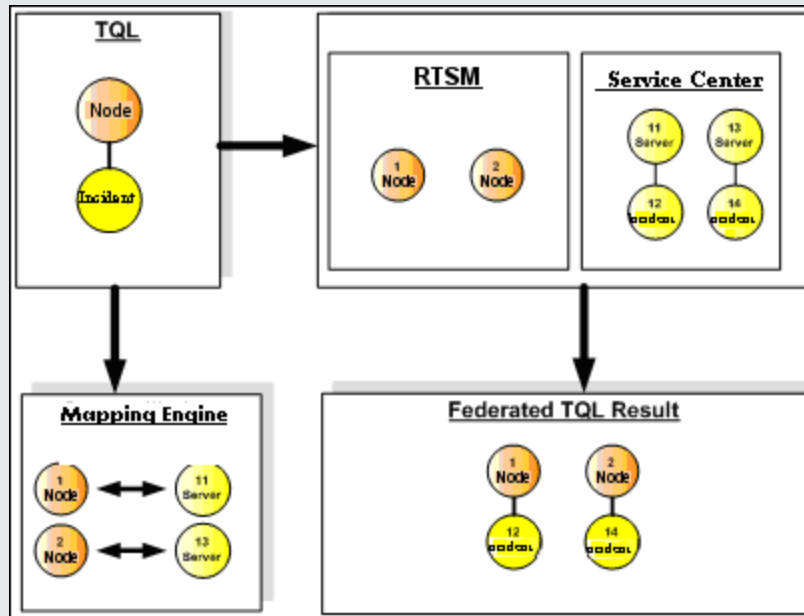 TQL
Node
Incident
RTSM
1
Node
2
Node
Service Center
11
Server
13
Server
12
14
Mapping Engine
1
Node
11
Server
2
Node
13
Server
Federated TQL Result
1
Node
2
Node
12
14